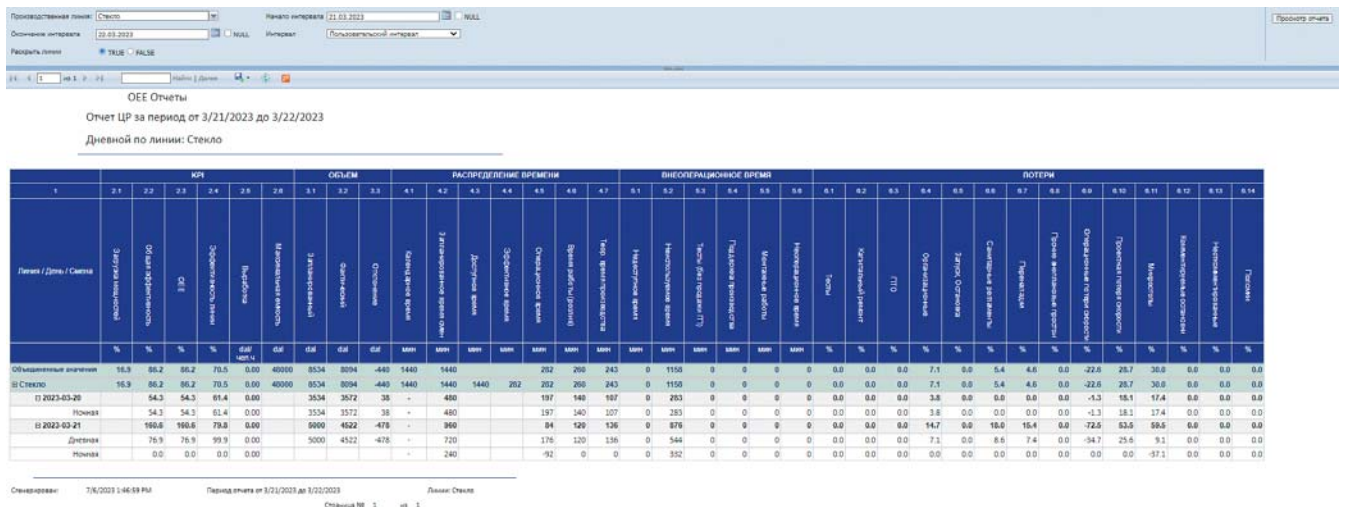 Производственная линия: Стекло Начало интервала 21.03.2023 NULL Просмотр отчета
Окончание интервала 22.03.2023 NULL Интервал Пользовательский интервал
Раскрыть линии TRUE FALSE
1 из 1 Найти | Далее
OEE Отчеты
Отчет ЦР за период от 3/21/2023 до 3/22/2023
Дневной по линии: Стекло
KPI ОБЪЕМ РАСПРЕДЕЛЕНИЕ ВРЕМЕНИ ВНЕОПЕРАЦИОННОЕ ВРЕМЯ ПОТЕРИ
1 2.1 2.2 2.3 2.4 2.5 2.6 3.1 3.2 3.3 4.1 4.2 4.3 4.4 4.5 4.6 4.7 5.1 5.2 5.3 5.4 5.5 5.6 6.1 6.2 6.3 6.4 6.5 6.6 6.7 6.8 6.9 6.10 6.11 6.12 6.13 6.14
Линия / День / Смена Загрузка мощностей Общая эффективность OEE Эффективность линии Выработка Максимальная емкость Запланированный Фактический Отклонение Календарное время Запланированное время смен Доступное время Эффективное время Операционное время Время работы (розлив) Теор. время производства Недоступное время Неиспользуемое время Тесты (без продажи ГП) Поддержка производства Монтажные работы Неоперационное время Тесты Капитальный ремонт ПТО Организационные Запуск, Остановка Санитарные регламенты Переналадки Прочие внеплановые простои Операционные потери скорости Проектная потеря скорости Микростопы Комментированные остановки Неоткомментированные Поломки
% % % % dal/чел.ч dal dal dal dal мин мин мин мин мин мин мин мин мин мин мин мин мин % % % % % % % % % % % % % %
Объединенные значения 16.9 86.2 86.2 70.5 0.00 48000 8534 8094 -440 1440 1440 282 260 243 0 1158 0 0 0 0 0.0 0.0 0.0 7.1 0.0 5.4 4.6 0.0 -22.6 28.7 30.0 0.0 0.0 0.0
Стекло 16.9 86.2 86.2 70.5 0.00 48000 8534 8094 -440 1440 1440 1440 282 282 260 243 0 1158 0 0 0 0 0.0 0.0 0.0 7.1 0.0 5.4 4.6 0.0 -22.6 28.7 30.0 0.0 0.0 0.0
2023-03-20 54.3 54.3 61.4 0.00 3534 3572 38 - 480 197 140 107 0 283 0 0 0 0 0.0 0.0 0.0 3.8 0.0 0.0 0.0 0.0 -1.3 18.1 17.4 0.0 0.0 0.0
Ночная 54.3 54.3 61.4 0.00 3534 3572 38 - 480 197 140 107 0 283 0 0 0 0 0.0 0.0 0.0 3.8 0.0 0.0 0.0 0.0 -1.3 18.1 17.4 0.0 0.0 0.0
2023-03-21 160.6 160.6 79.8 0.00 5000 4522 -478 - 960 84 120 136 0 876 0 0 0 0 0.0 0.0 0.0 14.7 0.0 18.0 15.4 0.0 -72.5 53.5 59.5 0.0 0.0 0.0
Дневная 76.9 76.9 99.9 0.00 5000 4522 -478 - 720 176 120 136 0 544 0 0 0 0 0.0 0.0 0.0 7.1 0.0 8.6 7.4 0.0 -34.7 25.6 9.1 0.0 0.0 0.0
Ночная 0.0 0.0 0.0 0.00 - 240 -92 0 0 0 332 0 0 0 0 0.0 0.0 0.0 0.0 0.0 0.0 0.0 0.0 0.0 0.0 -37.1 0.0 0.0 0.0
Сгенерирован: 7/6/2023 1:46:59 PM Период отчета от 3/21/2023 до 3/22/2023 Линии: Стекло
Страница № 1 из 1